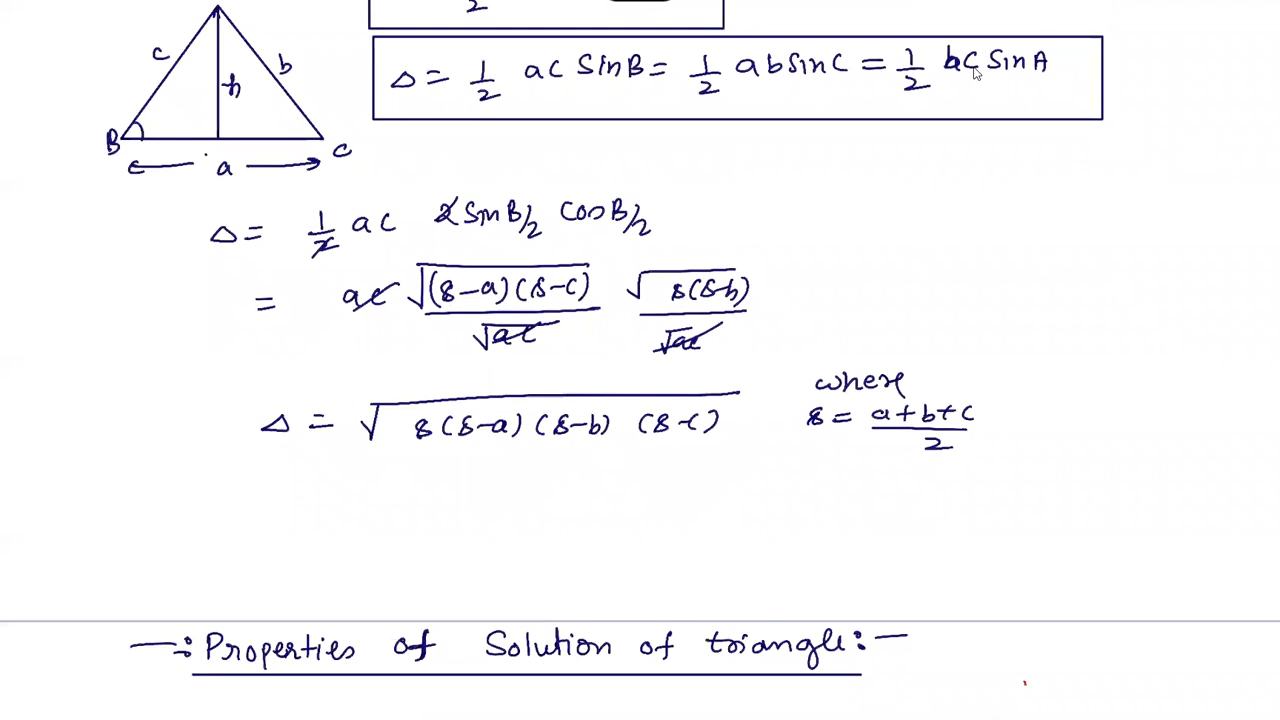 2
Δ = 1/2 ac SinB = 1/2 ab SinC = 1/2 bc SinA
c
b
h
B
a
C
Δ = 1/2 ac 2 Sin B/2 Cos B/2
= ac √(s-a)(s-c)/√ac √s(s-b)/√ac
Δ = √s(s-a)(s-b)(s-c)
where
s = a+b+c/2
—: Properties of Solution of triangle :—